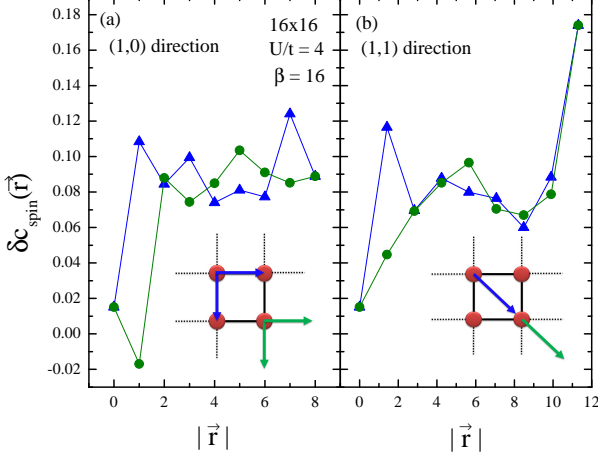 (a)
16x16
(1,0) direction
U/t = 4
β = 16
(b)
(1,1) direction
δc_spin(r⃗)
0.18
0.16
0.14
0.12
0.10
0.08
0.06
0.04
0.02
0.00
-0.02
0 2 4 6 8
0 2 4 6 8 10 12
| r⃗ |
| r⃗ |